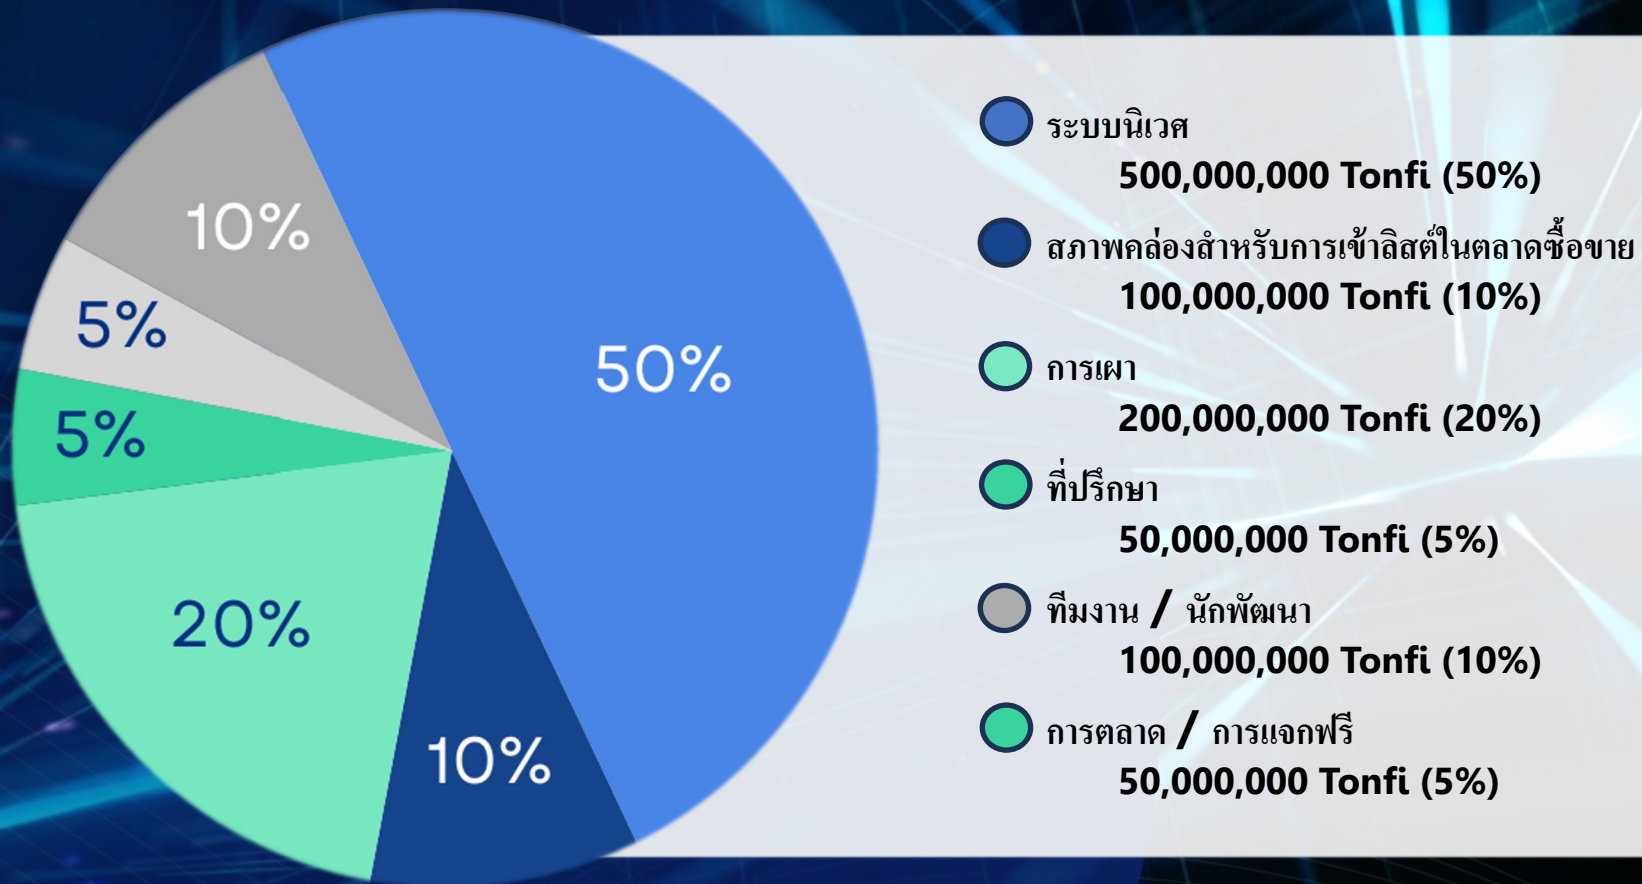 10%
50%
5%
5%
20%
10%
ระบบนิเวศ
500,000,000 Tonfi (50%)
สภาพคล่องสำหรับการเข้าลิสต์ในตลาดซื้อขาย
100,000,000 Tonfi (10%)
การเผา
200,000,000 Tonfi (20%)
ที่ปรึกษา
50,000,000 Tonfi (5%)
ทีมงาน / นักพัฒนา
100,000,000 Tonfi (10%)
การตลาด / การแจกฟรี
50,000,000 Tonfi (5%)